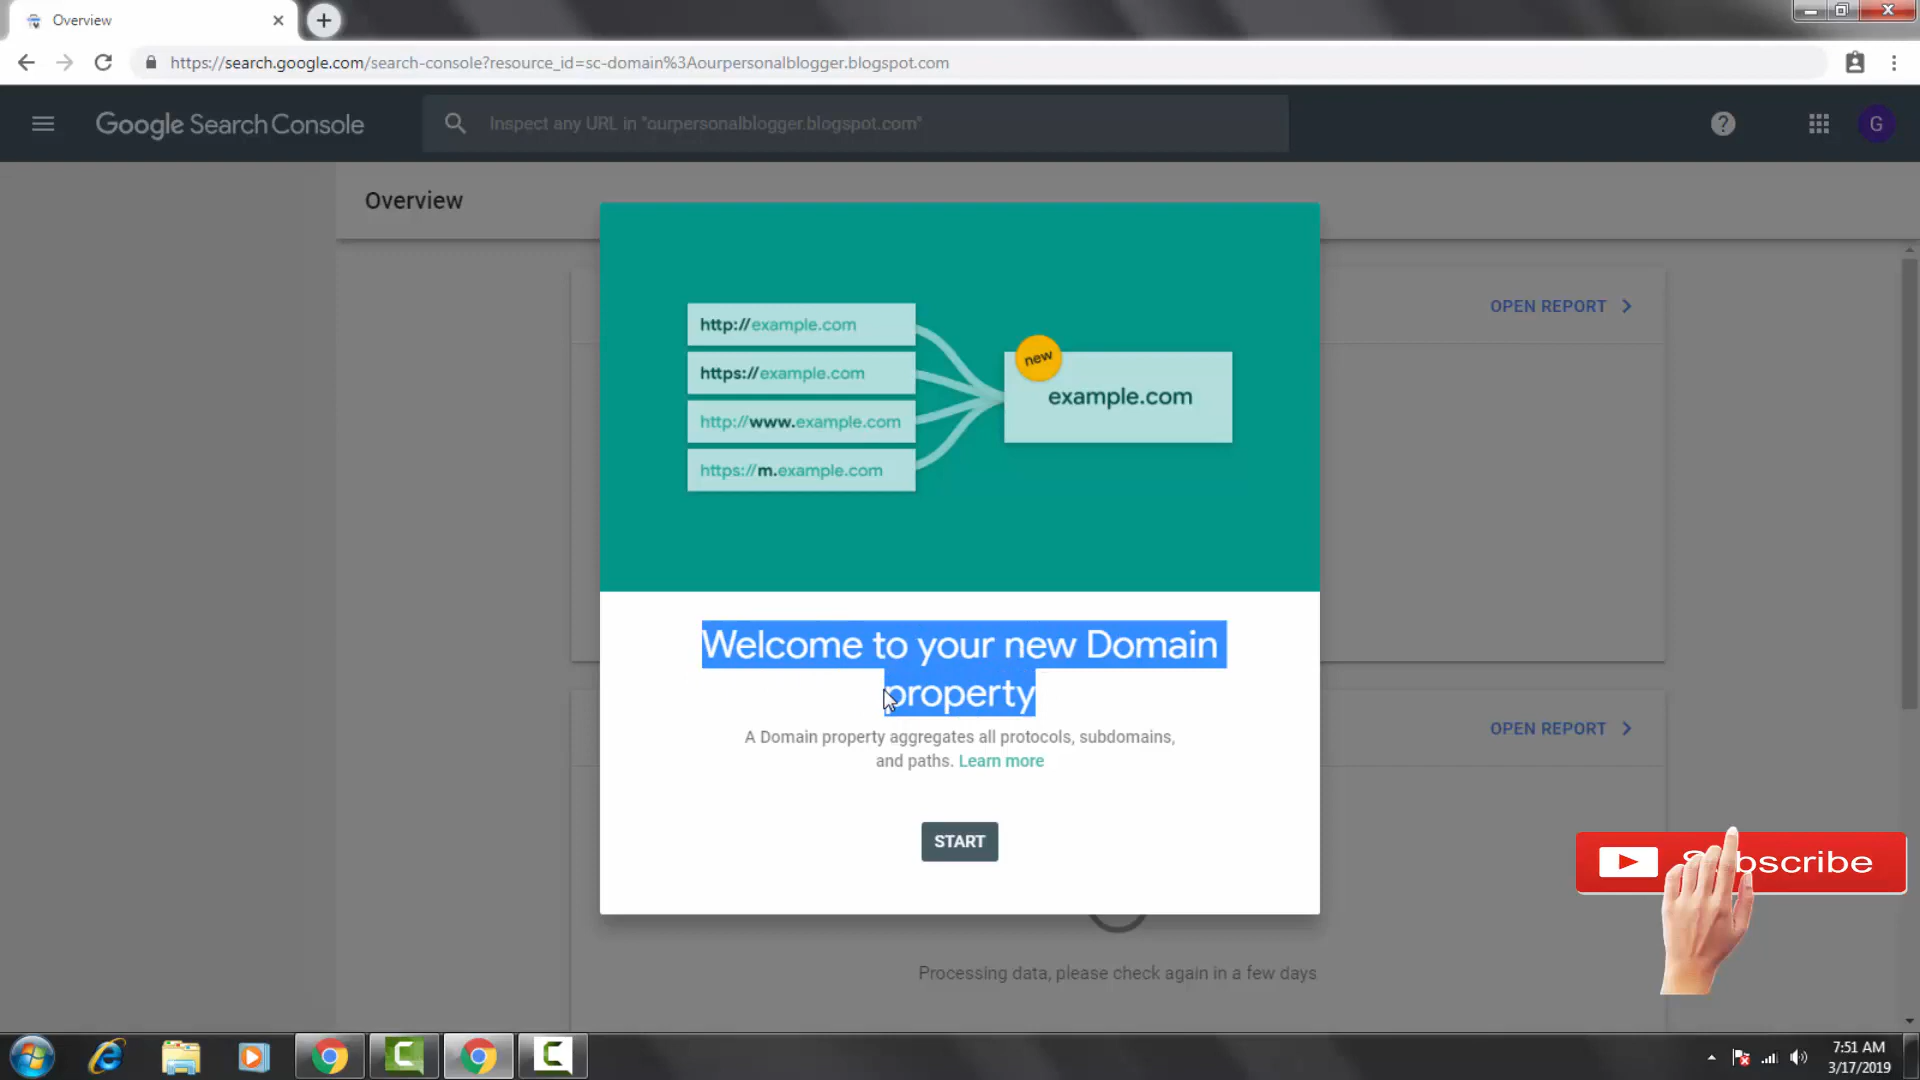 Overview
https://search.google.com/search-console?resource_id=sc-domain%3Aourpersonalblogger.blogspot.com
Google Search Console
Inspect any URL in "ourpersonalblogger.blogspot.com"
G
Overview
OPEN REPORT
http://example.com
https://example.com
http://www.example.com
https://m.example.com
new
example.com
Welcome to your new Domain
property
A Domain property aggregates all protocols, subdomains,
and paths. Learn more
OPEN REPORT
START
Subscribe
Processing data, please check again in a few days
7:51 AM
3/17/2019